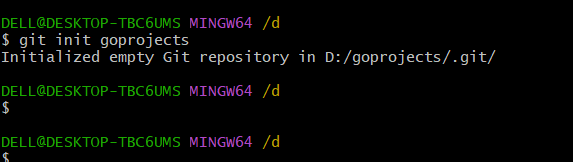 DELL@DESKTOP-TBC6UMS MINGW64 /d
$ git init goprojects
Initialized empty Git repository in D:/goprojects/.git/
DELL@DESKTOP-TBC6UMS MINGW64 /d
$
DELL@DESKTOP-TBC6UMS MINGW64 /d
$